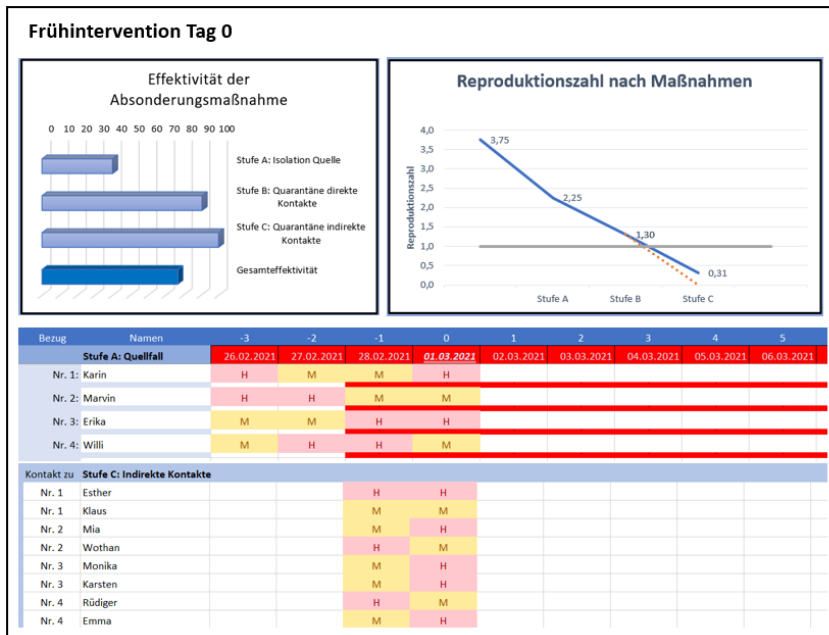 Frühintervention Tag 0
Effektivität der
Absonderungsmaßnahme
0 10 20 30 40 50 60 70 80 90 100
Stufe A: Isolation Quelle
Stufe B: Quarantäne direkte
Kontakte
Stufe C: Quarantäne indirekte
Kontakte
Gesamteffektivität
Reproduktionszahl nach Maßnahmen
Reproduktionszahl
4,0
3,5
3,0
2,5
2,0
1,5
1,0
0,5
0,0
3,75
2,25
1,30
0,31
Stufe A Stufe B Stufe C
Bezug Namen -3 -2 -1 0 1 2 3 4 5
Stufe A: Quellfall 26.02.2021 27.02.2021 28.02.2021 01.03.2021 02.03.2021 03.03.2021 04.03.2021 05.03.2021 06.03.2021
Nr. 1: Karin H M M H
Nr. 2: Marvin H H M M
Nr. 3: Erika M M H H
Nr. 4: Willi M H H M
Kontakt zu Stufe C: Indirekte Kontakte
Nr. 1 Esther H H
Nr. 1 Klaus M M
Nr. 2 Mia M H
Nr. 2 Wothan H M
Nr. 3 Monika M H
Nr. 3 Karsten M H
Nr. 4 Rüdiger H M
Nr. 4 Emma M H